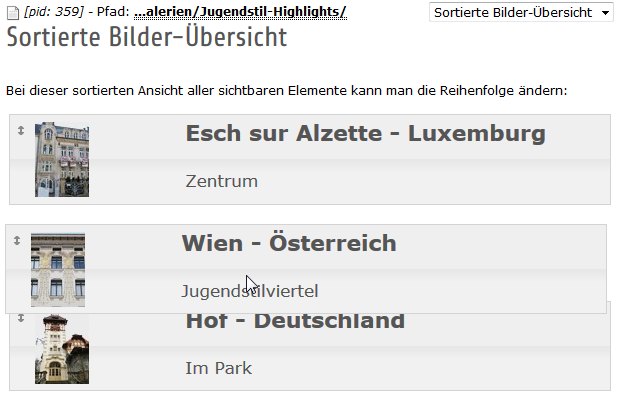 [pid: 359] - Pfad: ...alerien/Jugendstil-Highlights/ Sortierte Bilder-Übersicht
Sortierte Bilder-Übersicht
Bei dieser sortierten Ansicht aller sichtbaren Elemente kann man die Reihenfolge ändern:
Esch sur Alzette - Luxemburg
Zentrum
Wien - Österreich
Jugendstilviertel
Hof - Deutschland
Im Park